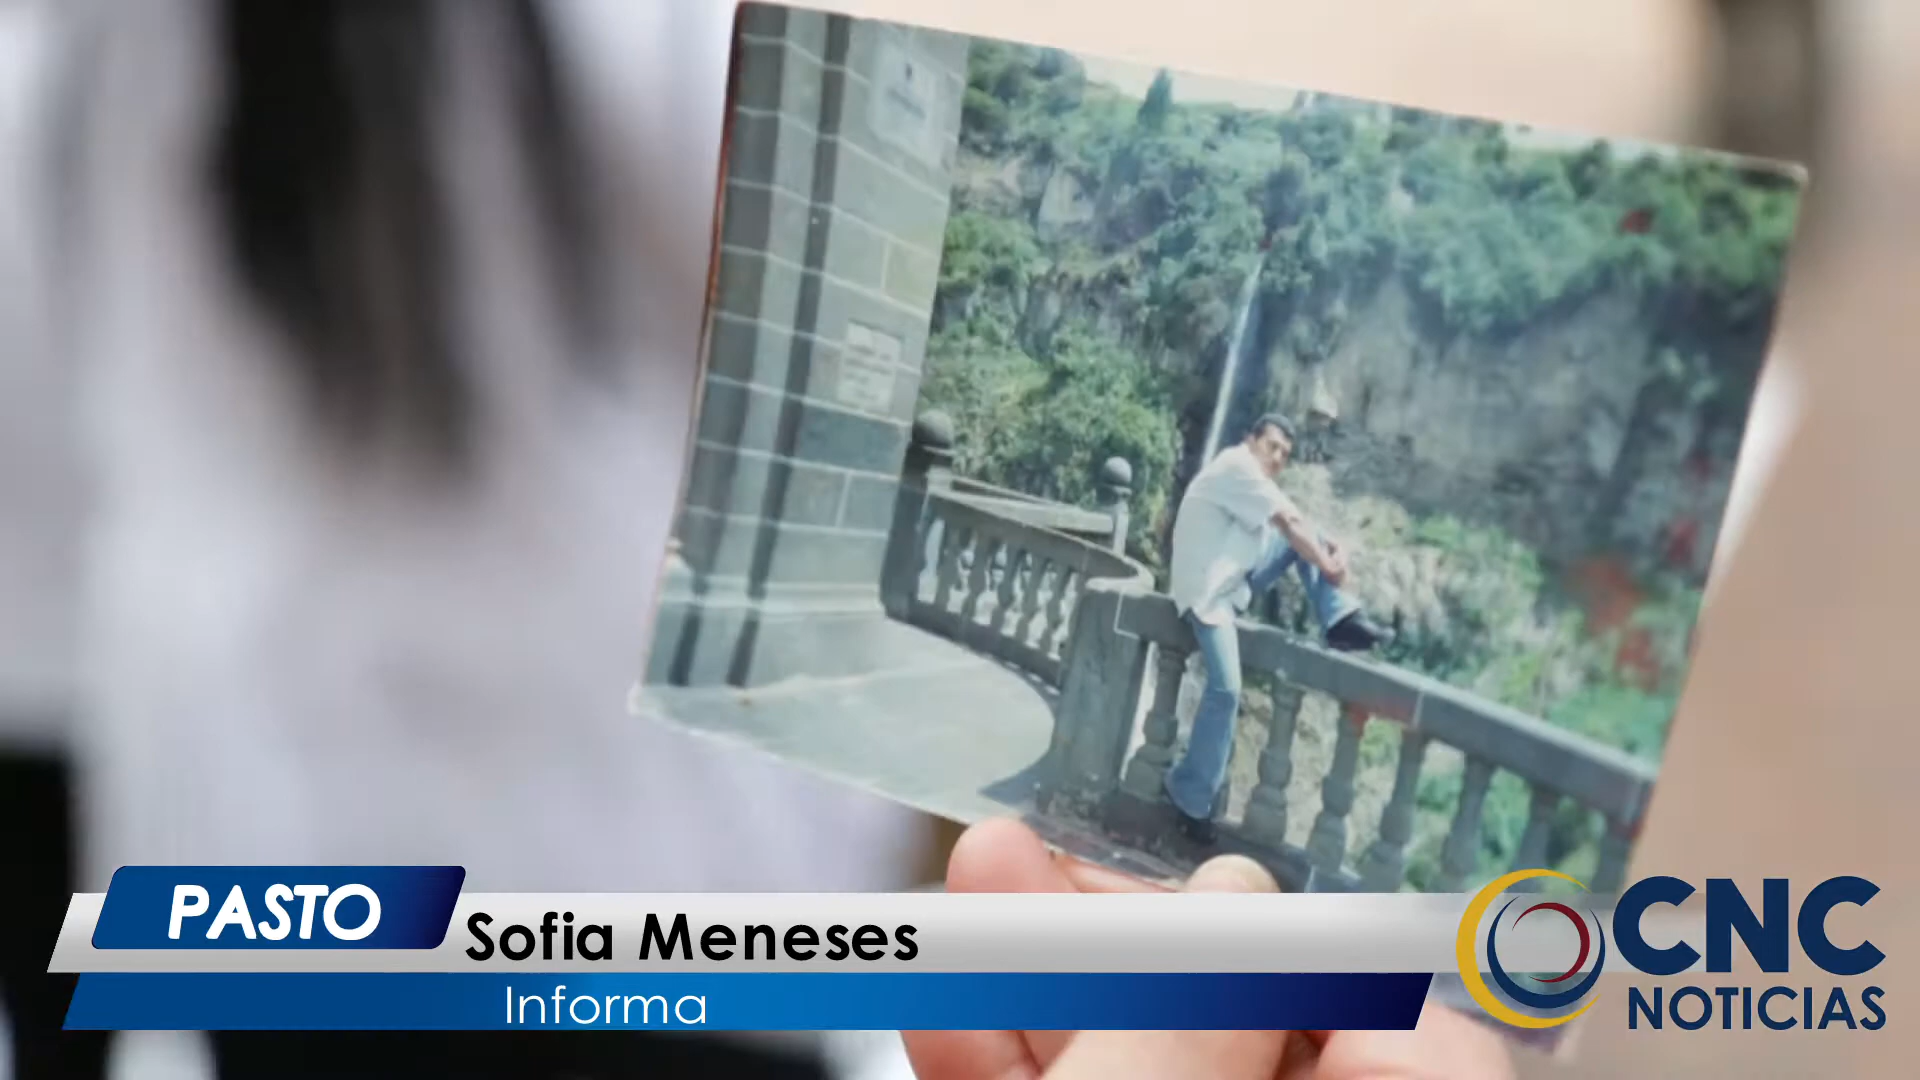 PASTO
Sofia Meneses
Informa
CNC
NOTICIAS